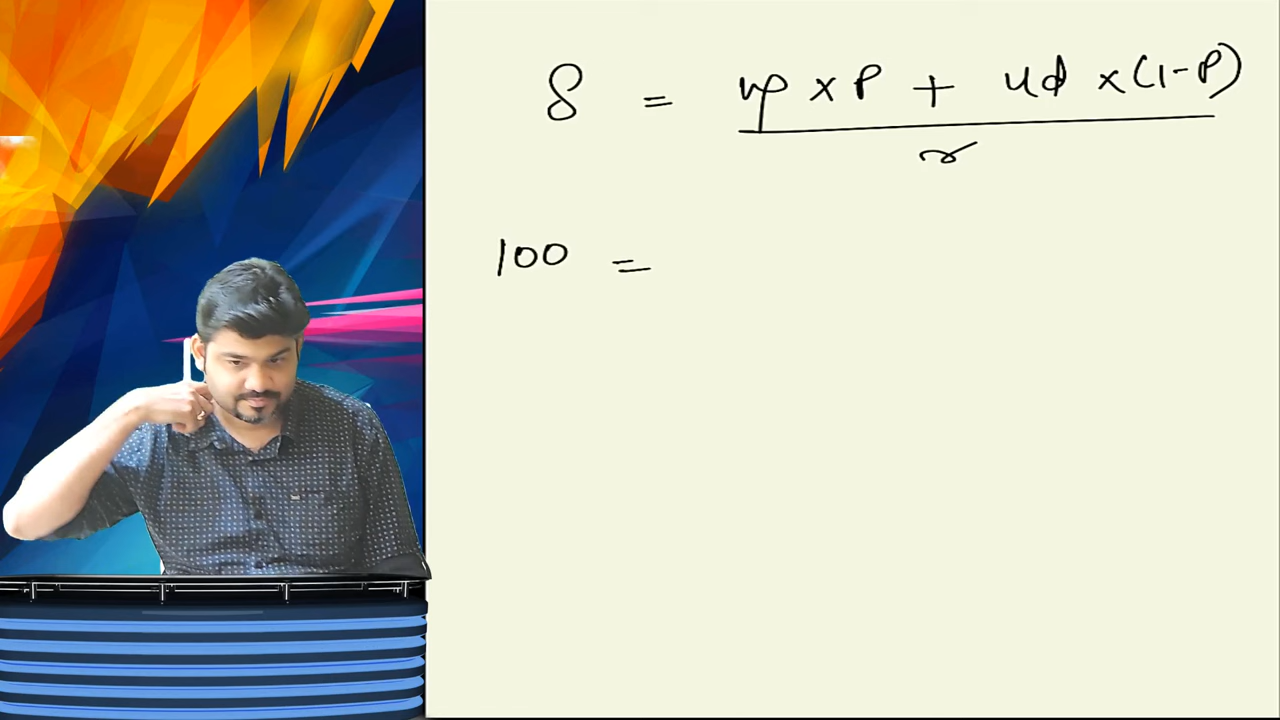 S = up x P + ud x (1-P)
r
100 =